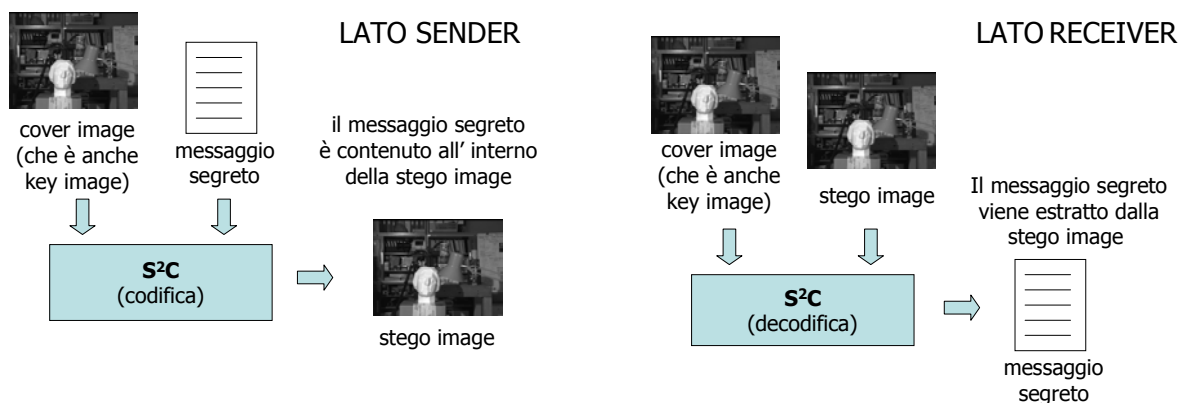 LATO SENDER
cover image
(che è anche
key image)
messaggio
segreto
il messaggio segreto
è contenuto all' interno
della stego image
S²C
(codifica)
stego image
LATO RECEIVER
cover image
(che è anche
key image)
stego image
Il messaggio segreto
viene estratto dalla
stego image
S²C
(decodifica)
messaggio
segreto